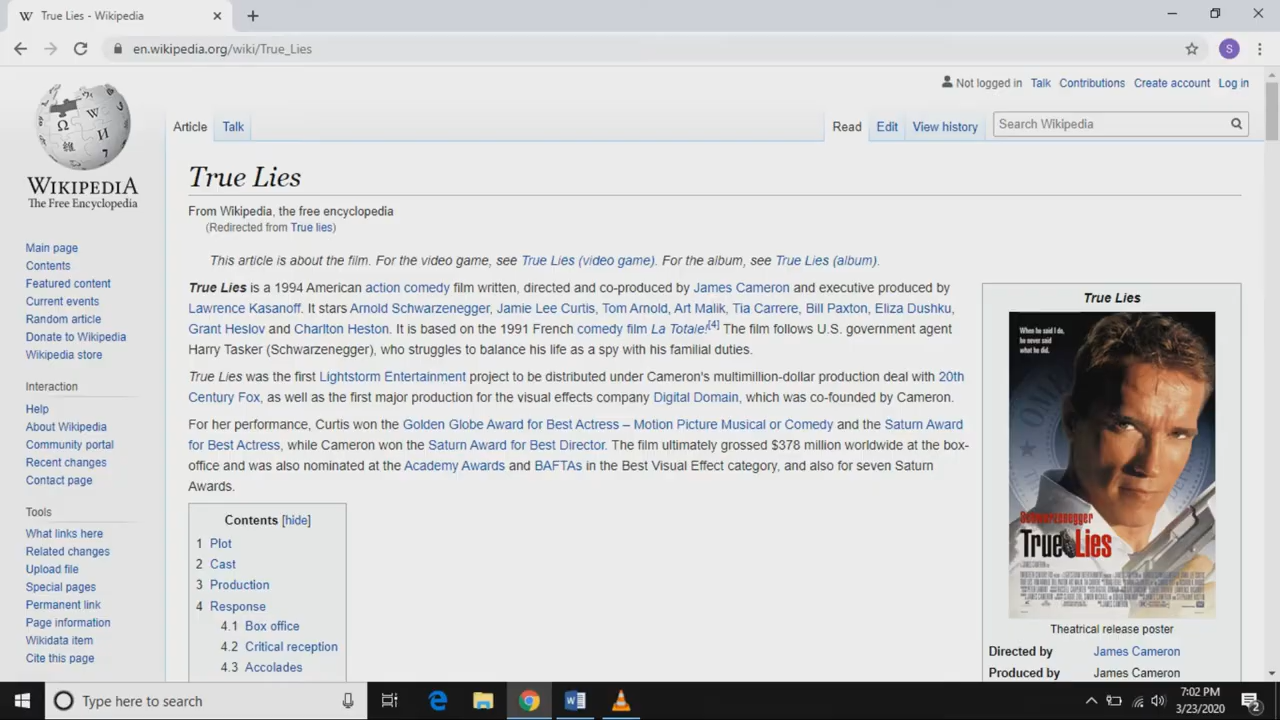 True Lies - Wikipedia
en.wikipedia.org/wiki/True_Lies
S
Not logged in Talk Contributions Create account Log in
Article Talk Read Edit View history Search Wikipedia
WIKIPEDIA
The Free Encyclopedia
Main page
Contents
Featured content
Current events
Random article
Donate to Wikipedia
Wikipedia store
Interaction
Help
About Wikipedia
Community portal
Recent changes
Contact page
Tools
What links here
Related changes
Upload file
Special pages
Permanent link
Page information
Wikidata item
Cite this page
True Lies
From Wikipedia, the free encyclopedia
(Redirected from True lies)
This article is about the film. For the video game, see True Lies (video game). For the album, see True Lies (album).
True Lies is a 1994 American action comedy film written, directed and co-produced by James Cameron and executive produced by
Lawrence Kasanoff. It stars Arnold Schwarzenegger, Jamie Lee Curtis, Tom Arnold, Art Malik, Tia Carrere, Bill Paxton, Eliza Dushku,
Grant Heslov and Charlton Heston. It is based on the 1991 French comedy film La Totale![4] The film follows U.S. government agent
Harry Tasker (Schwarzenegger), who struggles to balance his life as a spy with his familial duties.
True Lies was the first Lightstorm Entertainment project to be distributed under Cameron's multimillion-dollar production deal with 20th
Century Fox, as well as the first major production for the visual effects company Digital Domain, which was co-founded by Cameron.
For her performance, Curtis won the Golden Globe Award for Best Actress – Motion Picture Musical or Comedy and the Saturn Award
for Best Actress, while Cameron won the Saturn Award for Best Director. The film ultimately grossed $378 million worldwide at the box-
office and was also nominated at the Academy Awards and BAFTAs in the Best Visual Effect category, and also for seven Saturn
Awards.
Contents [hide]
1 Plot
2 Cast
3 Production
4 Response
4.1 Box office
4.2 Critical reception
4.3 Accolades
True Lies
When he said I do,
he never said
what he did.
Schwarzenegger
True Lies
Theatrical release poster
Directed by James Cameron
Produced by James Cameron
Type here to search
7:02 PM
3/23/2020
2